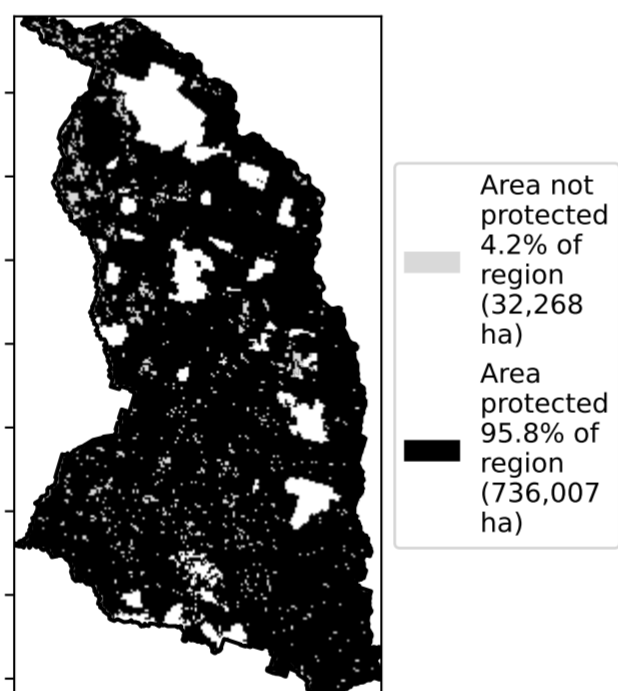 Area not
protected
4.2% of
region
(32,268
ha)
Area
protected
95.8% of
region
(736,007
ha)